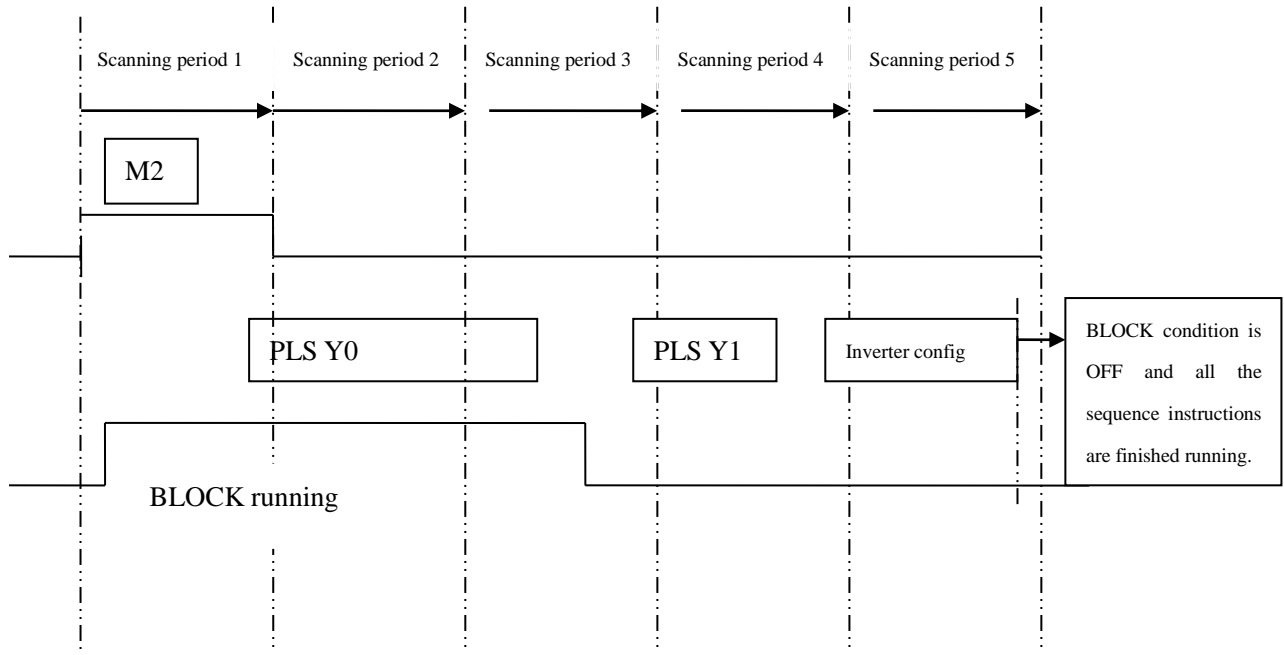 Scanning period 1
Scanning period 2
Scanning period 3
Scanning period 4
Scanning period 5
M2
PLS Y0
PLS Y1
Inverter config
BLOCK condition is
OFF and all the
sequence instructions
are finished running.
BLOCK running